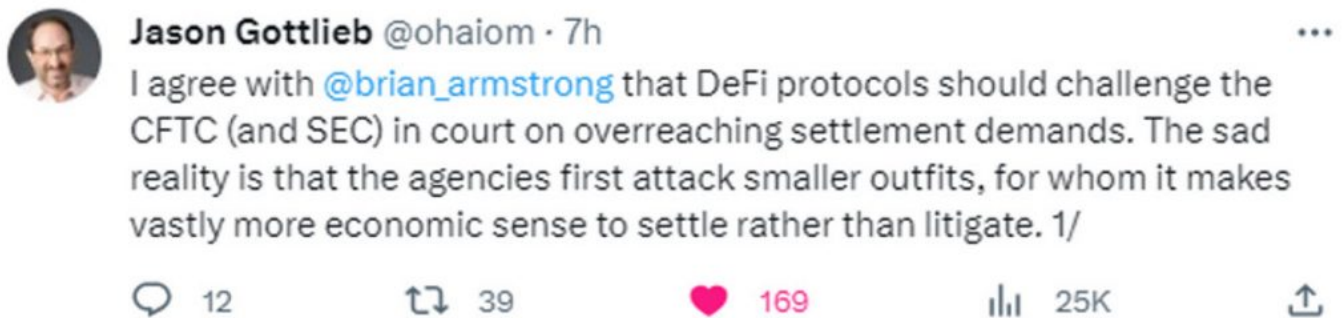 Jason Gottlieb @ohaiom · 7h
I agree with @brian_armstrong that DeFi protocols should challenge the
CFTC (and SEC) in court on overreaching settlement demands. The sad
reality is that the agencies first attack smaller outfits, for whom it makes
vastly more economic sense to settle rather than litigate. 1/
12 39 169 25K